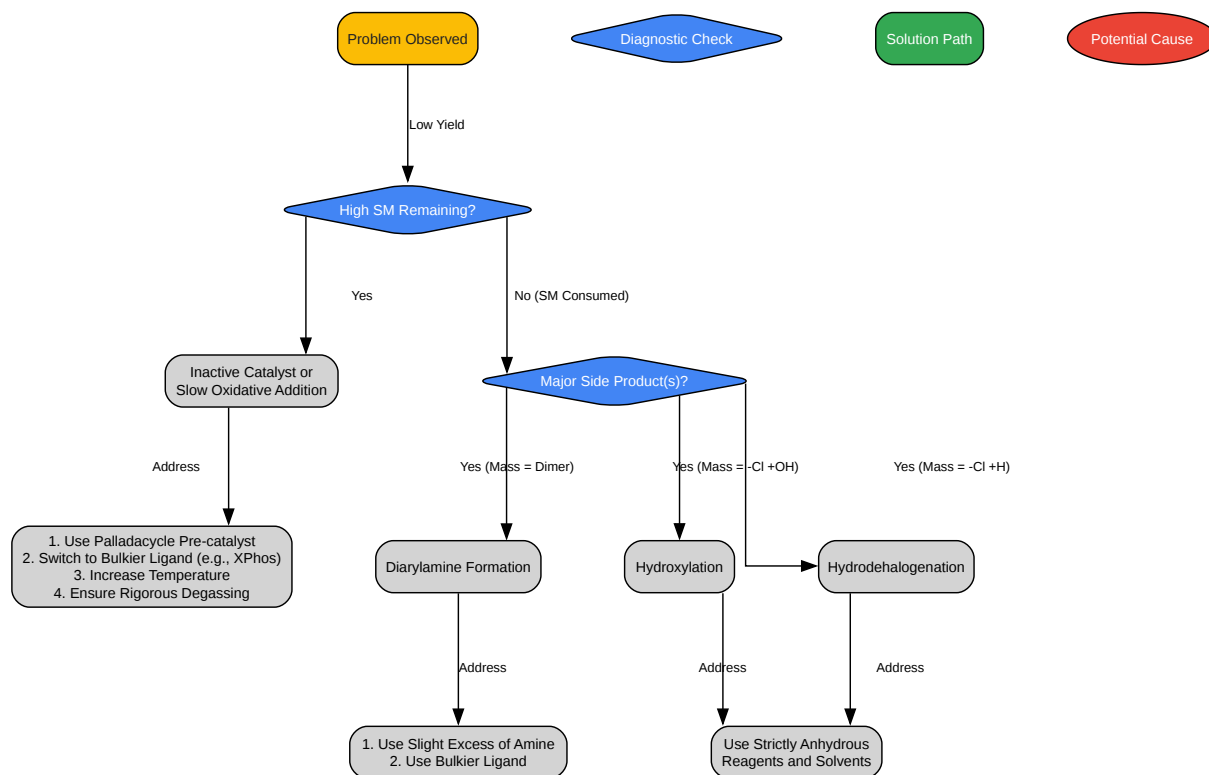 Problem Observed
Diagnostic Check
Solution Path
Potential Cause
Low Yield
High SM Remaining?
Yes
No (SM Consumed)
Inactive Catalyst or
Slow Oxidative Addition
Major Side Product(s)?
Address
Yes (Mass = Dimer)
Yes (Mass = -Cl +OH)
Yes (Mass = -Cl +H)
1. Use Palladacycle Pre-catalyst
2. Switch to Bulkier Ligand (e.g., XPhos)
3. Increase Temperature
4. Ensure Rigorous Degassing
Diarylamine Formation
Hydroxylation
Hydrodehalogenation
Address
Address
Address
1. Use Slight Excess of Amine
2. Use Bulkier Ligand
Use Strictly Anhydrous
Reagents and Solvents